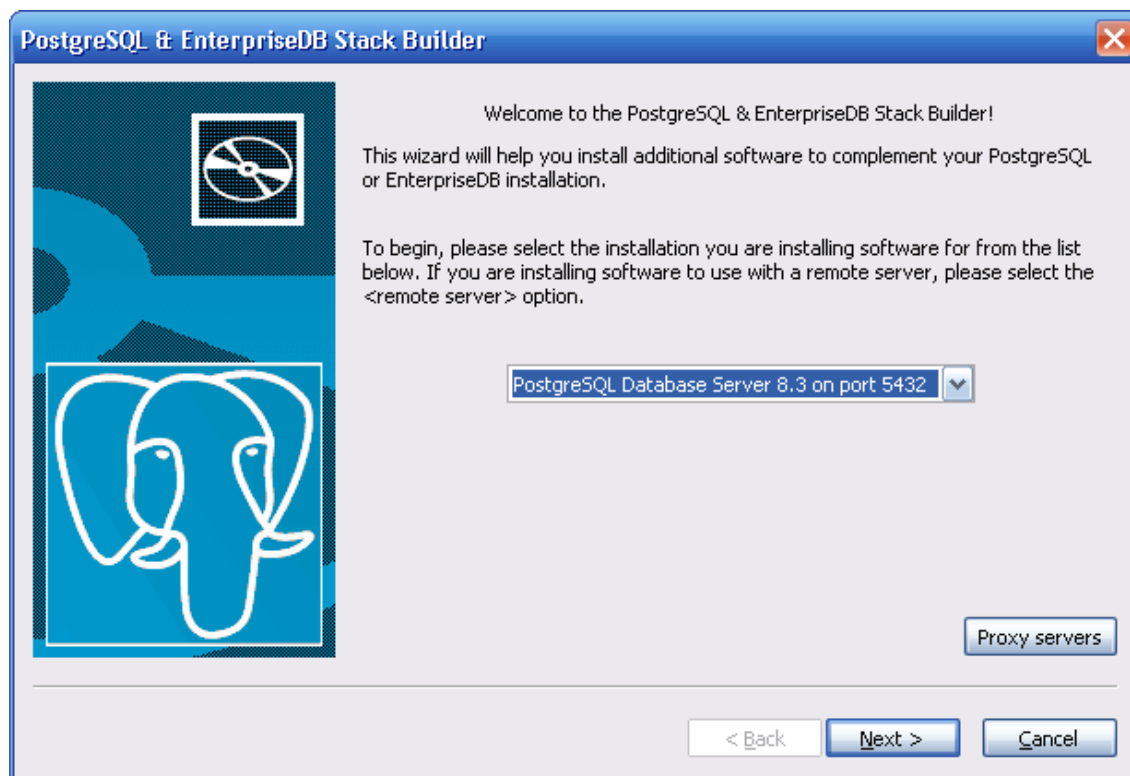 PostgreSQL & EnterpriseDB Stack Builder
Welcome to the PostgreSQL & EnterpriseDB Stack Builder!
This wizard will help you install additional software to complement your PostgreSQL
or EnterpriseDB installation.
To begin, please select the installation you are installing software for from the list
below. If you are installing software to use with a remote server, please select the
<remote server> option.
PostgreSQL Database Server 8.3 on port 5432
Proxy servers
< Back
Next >
Cancel